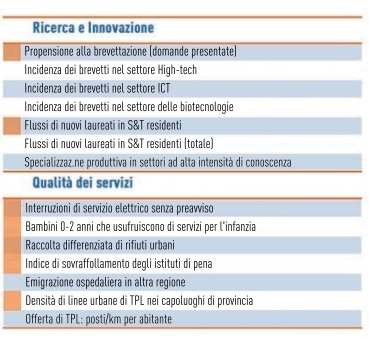 Ricerca e Innovazione
Propensione alla brevettazione (domande presentate)
Incidenza dei brevetti nel settore High-tech
Incidenza dei brevetti nel settore ICT
Incidenza dei brevetti nel settore delle biotecnologie
Flussi di nuovi laureati in S&T residenti
Flussi di nuovi laureati in S&T residenti (totale)
Specializzaz.ne produttiva in settori ad alta intensità di conoscenza
Qualità dei servizi
Interruzioni di servizio elettrico senza preavviso
Bambini 0-2 anni che usufruiscono di servizi per l'infanzia
Raccolta differenziata di rifiuti urbani
Indice di sovraffollamento degli istituti di pena
Emigrazione ospedaliera in altra regione
Densità di linee urbane di TPL nei capoluoghi di provincia
Offerta di TPL: posti/km per abitante